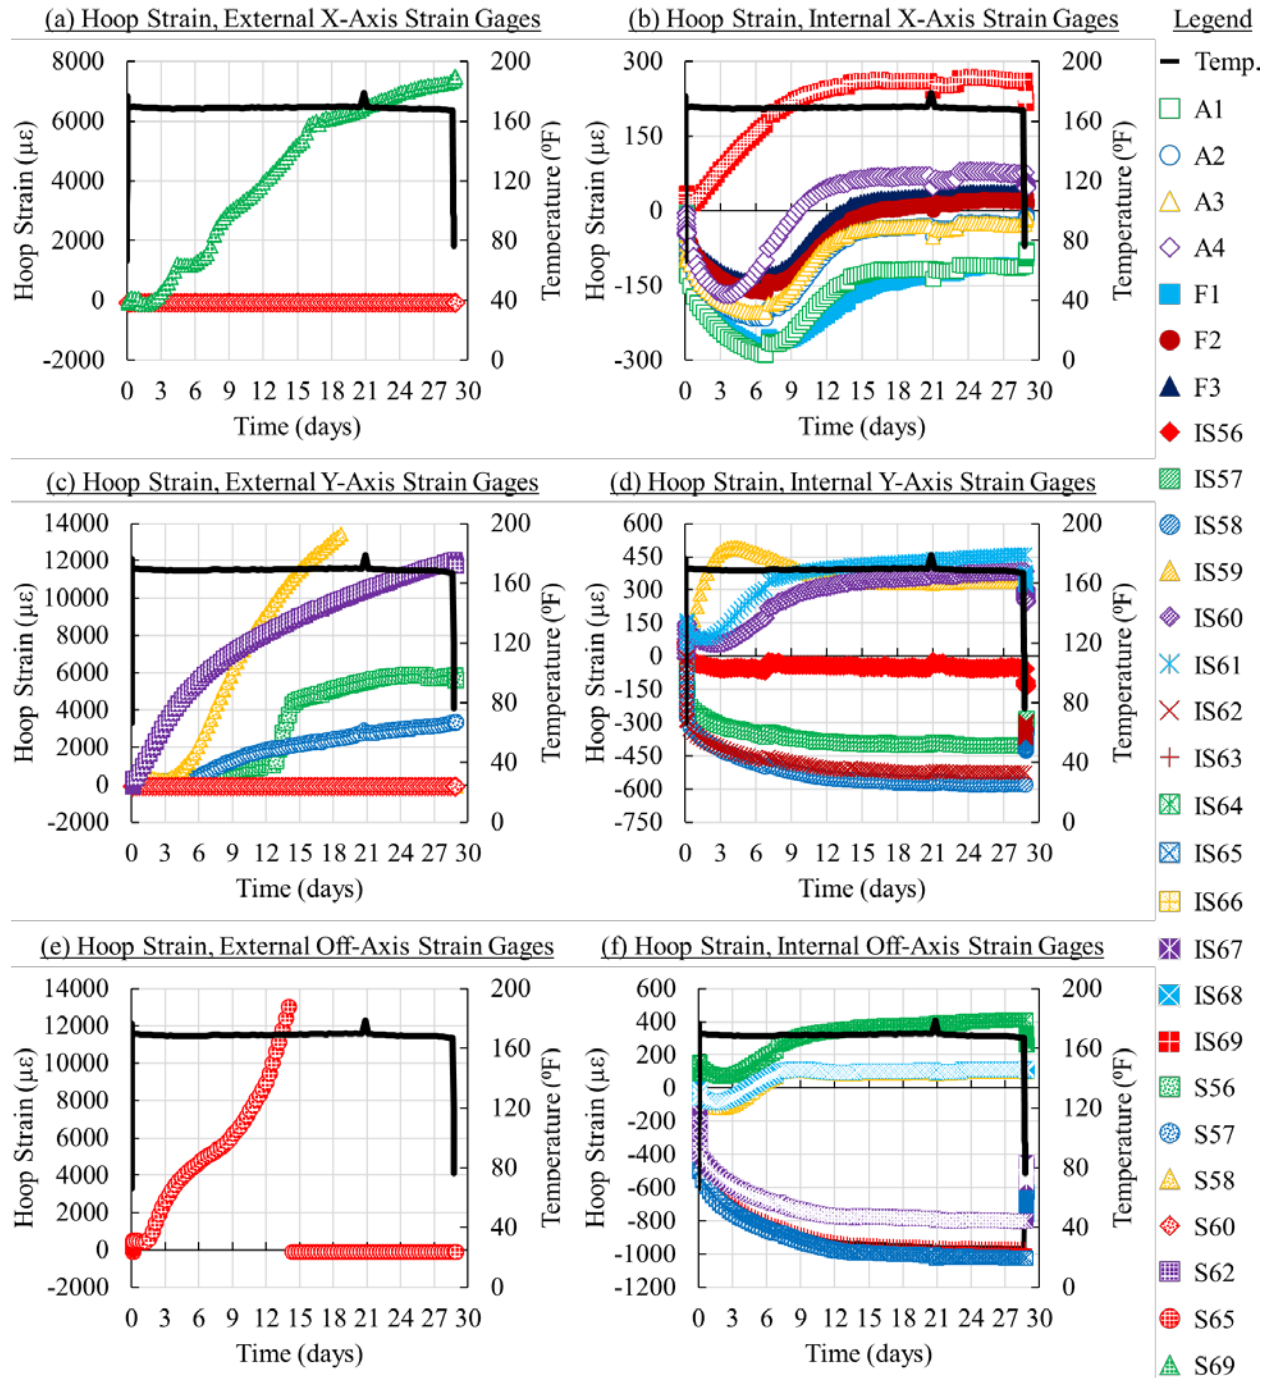 (a) Hoop Strain, External X-Axis Strain Gages
(b) Hoop Strain, Internal X-Axis Strain Gages
Legend
8000
6000
4000
2000
0
-2000
Hoop Strain (με)
200
160
120
80
40
0
Temperature (ºF)
0 3 6 9 12 15 18 21 24 27 30
Time (days)
300
150
0
-150
-300
Hoop Strain (με)
200
160
120
80
40
0
Temperature (ºF)
0 3 6 9 12 15 18 21 24 27 30
Time (days)
(c) Hoop Strain, External Y-Axis Strain Gages
(d) Hoop Strain, Internal Y-Axis Strain Gages
14000
12000
10000
8000
6000
4000
2000
0
-2000
Hoop Strain (με)
200
160
120
80
40
0
Temperature (ºF)
0 3 6 9 12 15 18 21 24 27 30
Time (days)
600
450
300
150
0
-150
-300
-450
-600
-750
Hoop Strain (με)
200
160
120
80
40
0
Temperature (ºF)
0 3 6 9 12 15 18 21 24 27 30
Time (days)
(e) Hoop Strain, External Off-Axis Strain Gages
(f) Hoop Strain, Internal Off-Axis Strain Gages
14000
12000
10000
8000
6000
4000
2000
0
-2000
Hoop Strain (με)
200
160
120
80
40
0
Temperature (ºF)
0 3 6 9 12 15 18 21 24 27 30
Time (days)
600
400
200
0
-200
-400
-600
-800
-1000
-1200
Hoop Strain (με)
200
160
120
80
40
0
Temperature (ºF)
0 3 6 9 12 15 18 21 24 27 30
Time (days)
Temp.
A1
A2
A3
A4
F1
F2
F3
IS56
IS57
IS58
IS59
IS60
IS61
IS62
IS63
IS64
IS65
IS66
IS67
IS68
IS69
S56
S57
S58
S60
S62
S65
S69